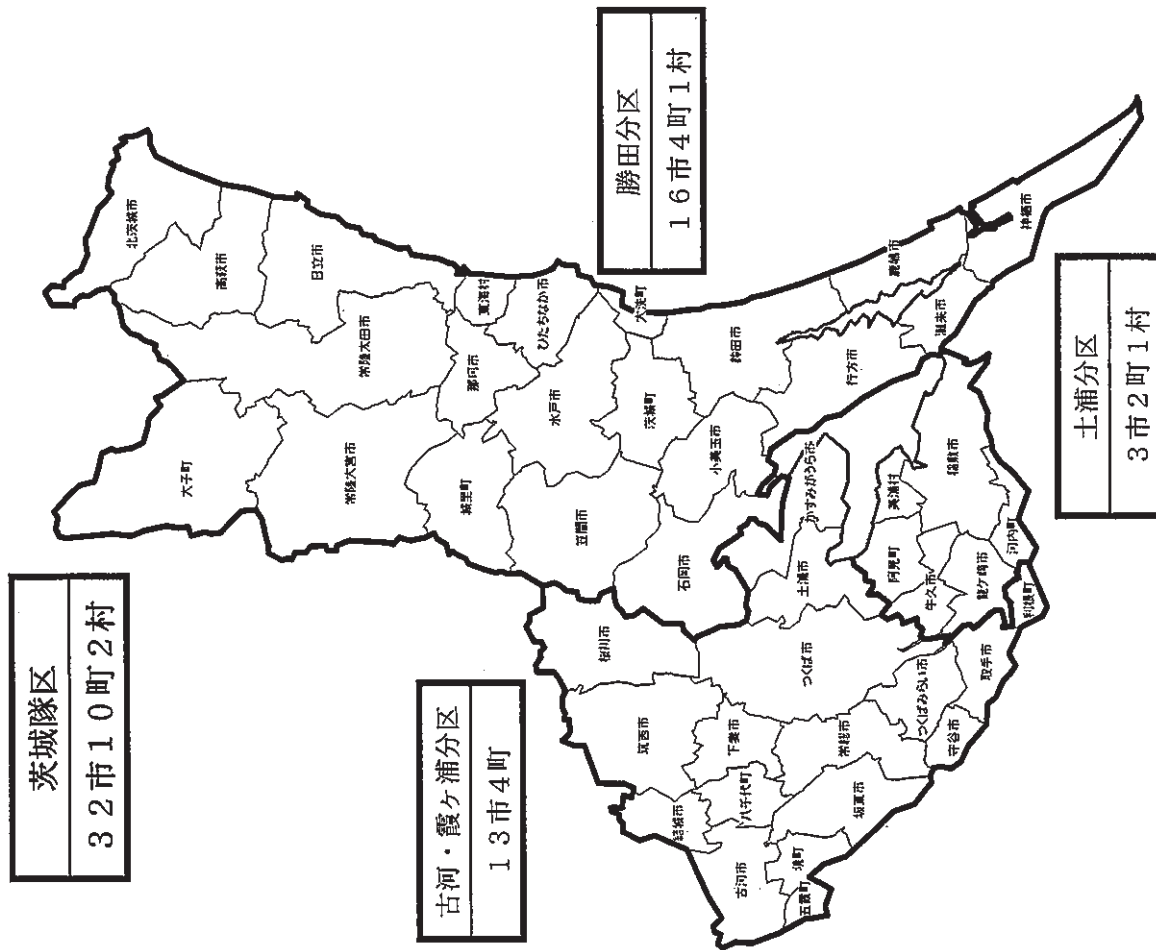 茨城隊区
32市10町2村
勝田分区
16市4町1村
古河・霞ヶ浦分区
13市4町
土浦分区
3市2町1村
北茨城市
高萩市
日立市
大子町
常陸太田市
常陸大宮市
東海村
那珂市
ひたちなか市
城里町
水戸市
大洗町
笠間市
茨城町
鉾田市
小美玉市
石岡市
行方市
鹿嶋市
潮来市
神栖市
かすみがうら市
土浦市
桜川市
筑西市
つくば市
下妻市
結城市
八千代町
常総市
古河市
境町
五霞町
坂東市
つくばみらい市
守谷市
取手市
美浦村
阿見町
稲敷市
牛久市
龍ケ崎市
河内町
利根町